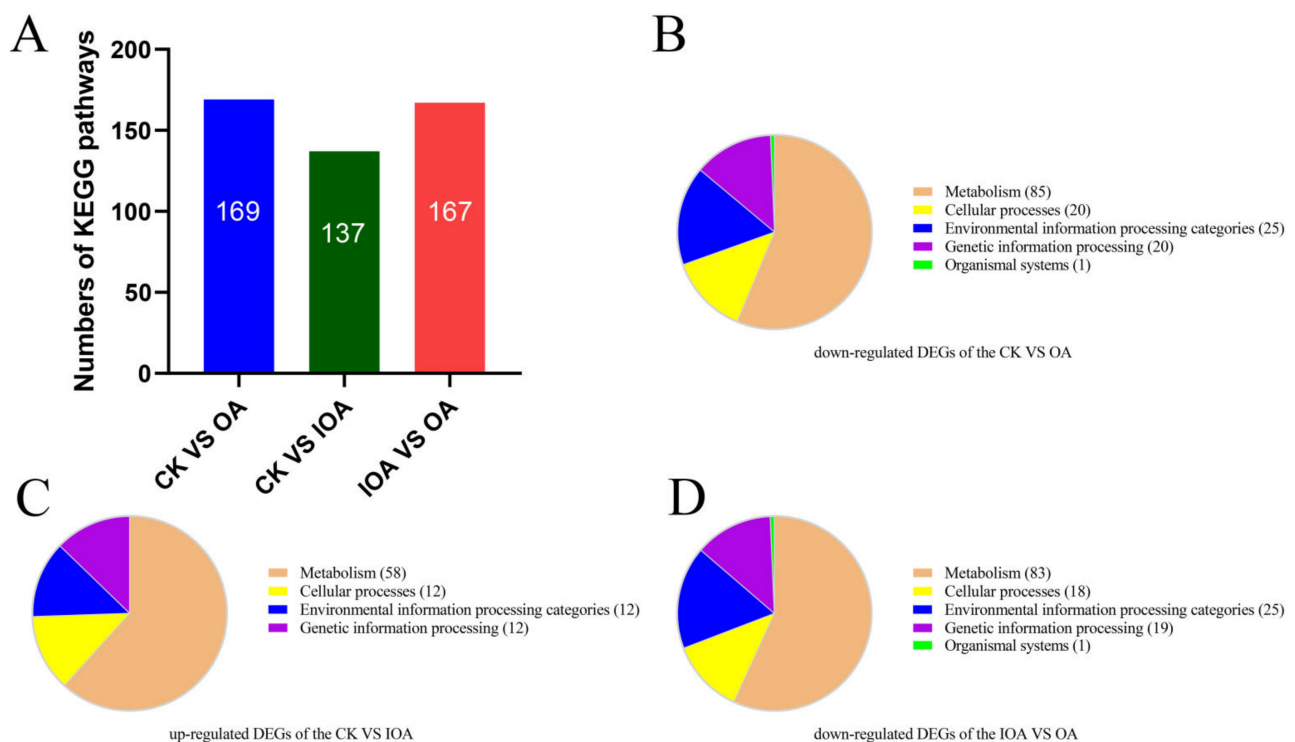 A
Numbers of KEGG pathways
200
150
100
50
0
169
137
167
CK VS OA
CK VS IOA
IOA VS OA
B
Metabolism (85)
Cellular processes (20)
Environmental information processing categories (25)
Genetic information processing (20)
Organismal systems (1)
down-regulated DEGs of the CK VS OA
C
Metabolism (58)
Cellular processes (12)
Environmental information processing categories (12)
Genetic information processing (12)
up-regulated DEGs of the CK VS IOA
D
Metabolism (83)
Cellular processes (18)
Environmental information processing categories (25)
Genetic information processing (19)
Organismal systems (1)
down-regulated DEGs of the IOA VS OA